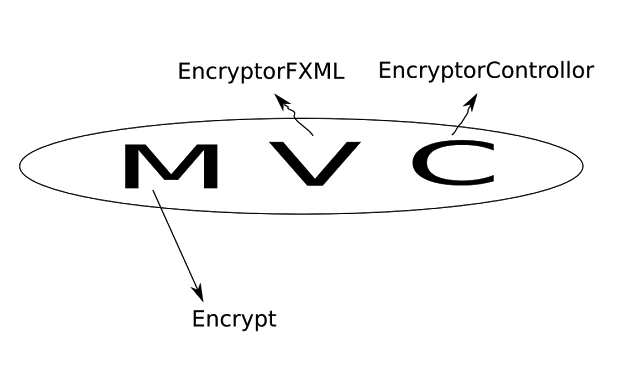 EncryptorFXML EncryptorControllor
M V C
Encrypt